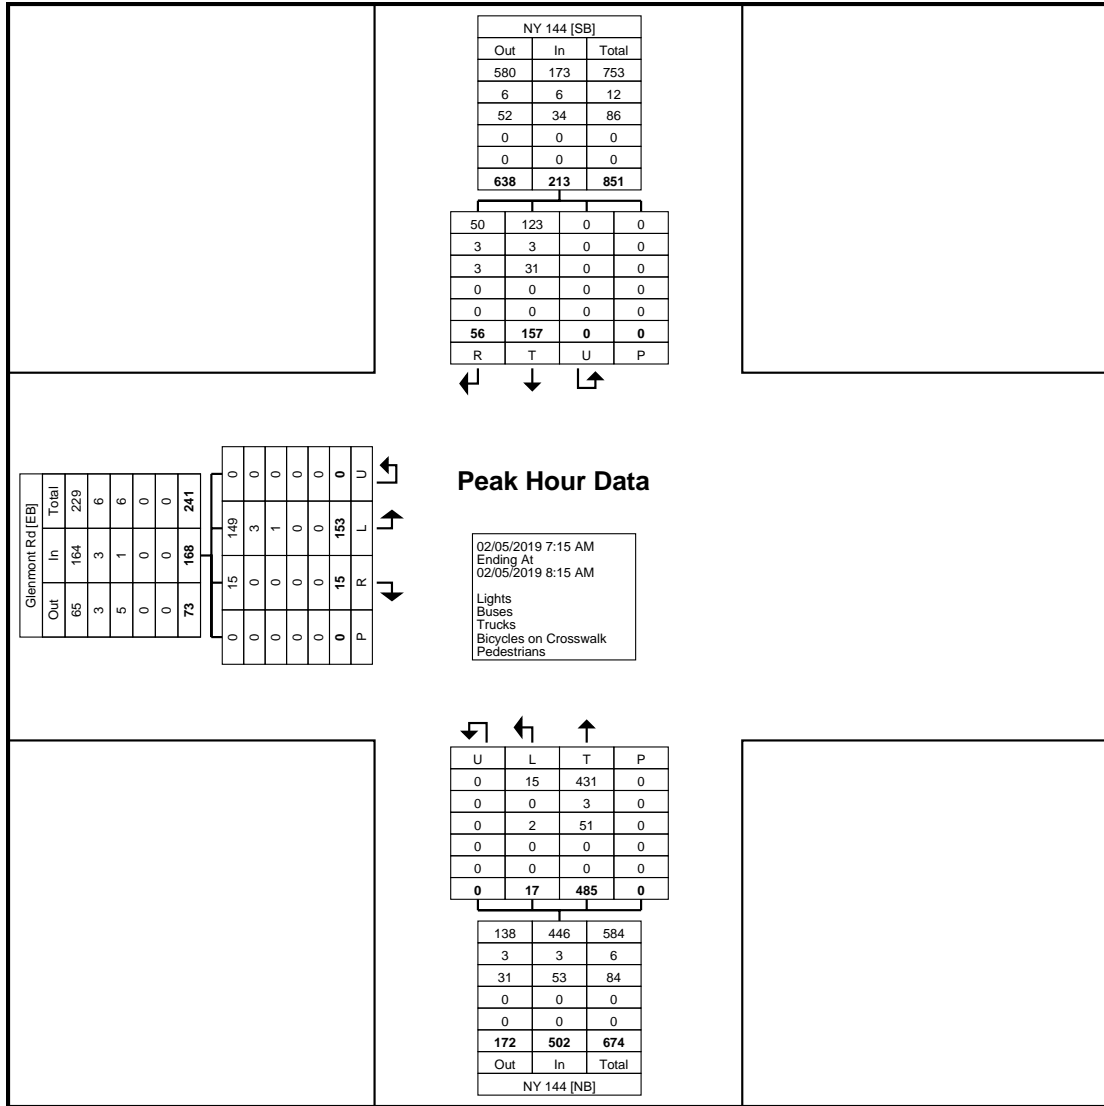 NY 144 [SB]
Out In Total
580 173 753
6 6 12
52 34 86
0 0 0
0 0 0
638 213 851
50 123 0 0
3 3 0 0
3 31 0 0
0 0 0 0
0 0 0 0
56 157 0 0
R T U P
Glenmont Rd [EB]
Out In Total
65 164 229
3 3 6
5 1 6
0 0 0
0 0 0
73 168 241
0 15 149 0
0 0 3 0
0 0 1 0
0 0 0 0
0 0 0 0
0 15 153 0
P R L U
Peak Hour Data
02/05/2019 7:15 AM
Ending At
02/05/2019 8:15 AM
Lights
Buses
Trucks
Bicycles on Crosswalk
Pedestrians
U L T P
0 15 431 0
0 0 3 0
0 2 51 0
0 0 0 0
0 0 0 0
0 17 485 0
138 446 584
3 3 6
31 53 84
0 0 0
0 0 0
172 502 674
Out In Total
NY 144 [NB]